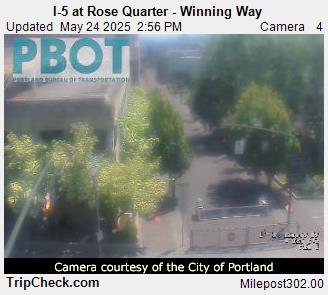 I-5 at Rose Quarter - Winning Way
Updated May 24 2025 2:56 PM Camera 4
PBOT
PORTLAND BUREAU OF TRANSPORTATION
Camera courtesy of the City of Portland
TripCheck.com Milepost302.00